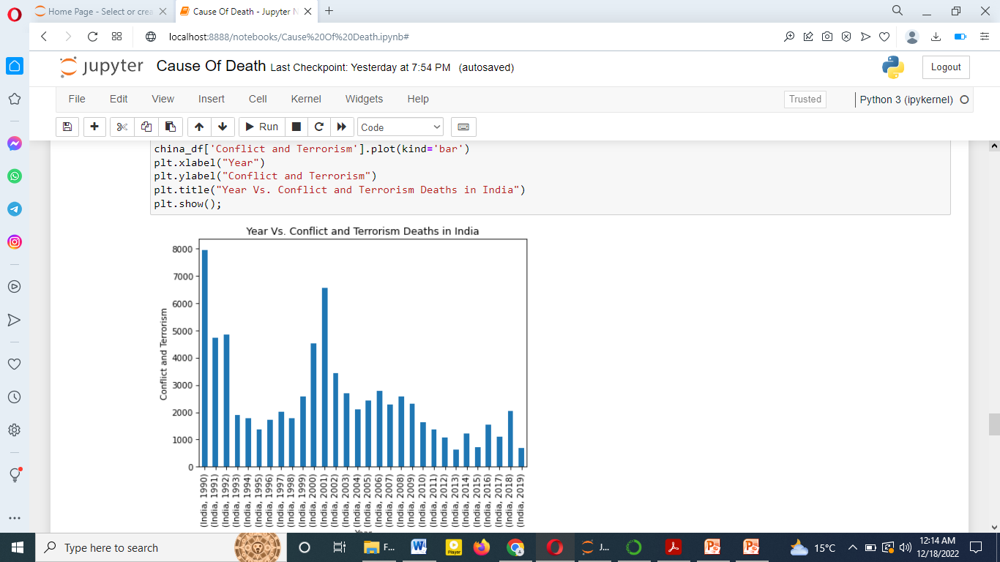 Home Page - Select or crea
Cause Of Death - Jupyter N
localhost:8888/notebooks/Cause%20Of%20Death.ipynb#
jupyter Cause Of Death Last Checkpoint: Yesterday at 7:54 PM (autosaved)
Logout
File Edit View Insert Cell Kernel Widgets Help
Trusted
Python 3 (ipykernel)
Run
Code
china_df['Conflict and Terrorism'].plot(kind='bar')
plt.xlabel("Year")
plt.ylabel("Conflict and Terrorism")
plt.title("Year Vs. Conflict and Terrorism Deaths in India")
plt.show();
Year Vs. Conflict and Terrorism Deaths in India
Conflict and Terrorism
8000
7000
6000
5000
4000
3000
2000
1000
0
(India, 1990)
(India, 1991)
(India, 1992)
(India, 1993)
(India, 1994)
(India, 1995)
(India, 1996)
(India, 1997)
(India, 1998)
(India, 1999)
(India, 2000)
(India, 2001)
(India, 2002)
(India, 2003)
(India, 2004)
(India, 2005)
(India, 2006)
(India, 2007)
(India, 2008)
(India, 2009)
(India, 2010)
(India, 2011)
(India, 2012)
(India, 2013)
(India, 2014)
(India, 2015)
(India, 2016)
(India, 2017)
(India, 2018)
(India, 2019)
Year
Type here to search
F...
Player
J...
15°C
12:14 AM
12/18/2022